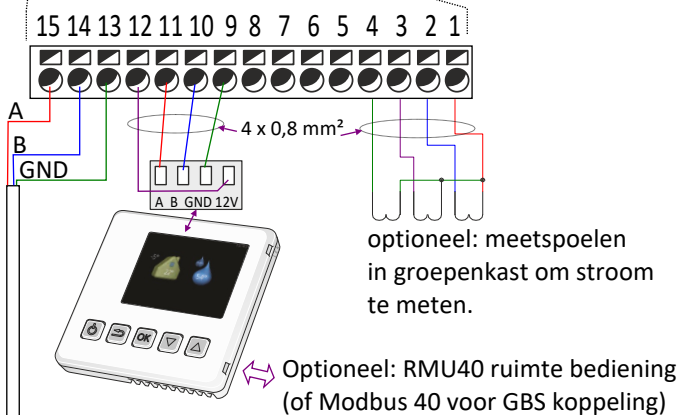 15 14 13 12 11 10 9 8 7 6 5 4 3 2 1
A
B
GND
4 x 0,8 mm²
A B GND 12V
OK
optioneel: meetspoelen
in groepenkast om stroom
te meten.
Optioneel: RMU40 ruimte bediening
(of Modbus 40 voor GBS koppeling)